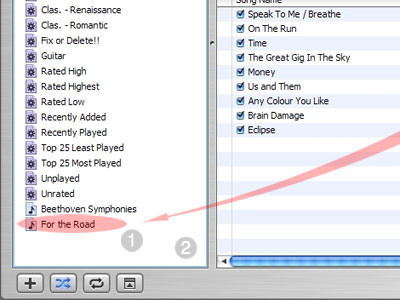 Clas. - Renaissance
Clas. - Romantic
Fix or Delete!!
Guitar
Rated High
Rated Highest
Rated Low
Recently Added
Recently Played
Top 25 Least Played
Top 25 Most Played
Unplayed
Unrated
Beethoven Symphonies
For the Road
1
2
Song Name
Speak To Me / Breathe
On The Run
Time
The Great Gig In The Sky
Money
Us and Them
Any Colour You Like
Brain Damage
Eclipse